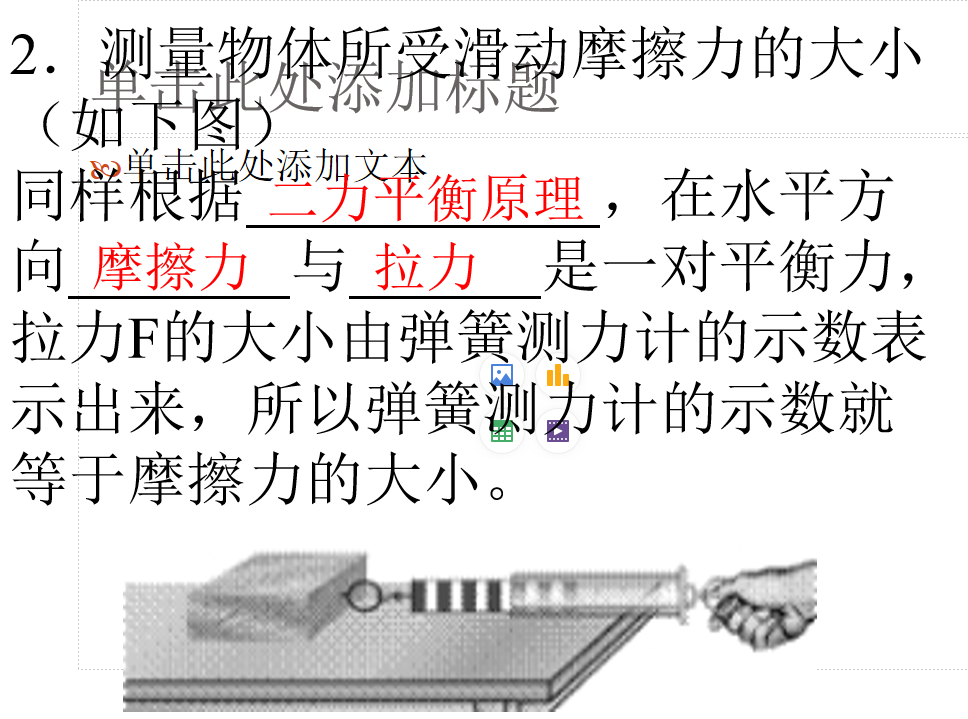 2. 测量物体所受滑动摩擦力的大小
单击此处添加标题
（如下图）
单击此处添加文本
同样根据 二力平衡原理 ，在水平方
向 摩擦力 与 拉力 是一对平衡力，
拉力F的大小由弹簧测力计的示数表
示出来，所以弹簧测力计的示数就
等于摩擦力的大小。